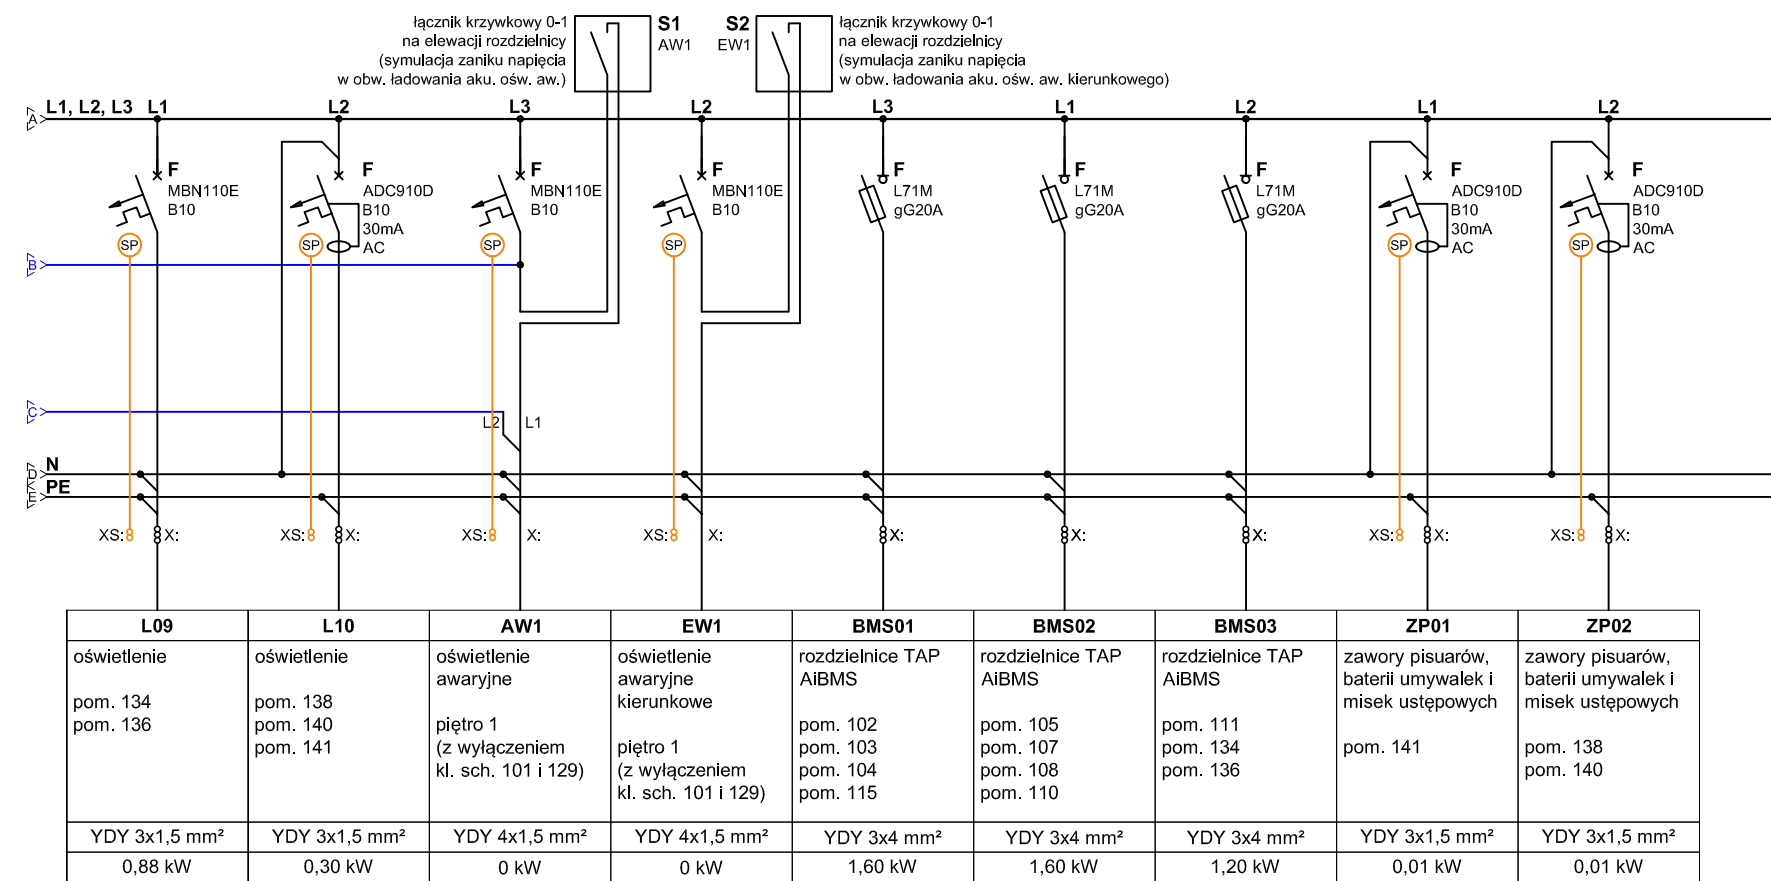 łącznik krzywkowy 0-1
na elewacji rozdzielnicy
(symulacja zaniku napięcia
w obw. ładowania aku. ośw. aw.)
S1
AW1
S2
EW1
łącznik krzywkowy 0-1
na elewacji rozdzielnicy
(symulacja zaniku napięcia
w obw. ładowania aku. ośw. aw. kierunkowego)
A L1, L2, L3 L1 L2 L3 L2 L3 L1 L2 L1 L2
F
MBN110E
B10
F
ADC910D
B10
30mA
AC
F
MBN110E
B10
F
MBN110E
B10
F
L71M
gG20A
F
L71M
gG20A
F
L71M
gG20A
F
ADC910D
B10
30mA
AC
F
ADC910D
B10
30mA
AC
SP SP SP SP SP SP
B
C
L2 L1
D N
E PE
XS: X: XS: X: XS: X: XS: X: X: X: X: XS: X: XS: X:
L09 L10 AW1 EW1 BMS01 BMS02 BMS03 ZP01 ZP02
oświetlenie
pom. 134
pom. 136
oświetlenie
pom. 138
pom. 140
pom. 141
oświetlenie
awaryjne
piętro 1
(z wyłączeniem
kl. sch. 101 i 129)
oświetlenie
awaryjne
kierunkowe
piętro 1
(z wyłączeniem
kl. sch. 101 i 129)
rozdzielnice TAP
AiBMS
pom. 102
pom. 103
pom. 104
pom. 115
rozdzielnice TAP
AiBMS
pom. 105
pom. 107
pom. 108
pom. 110
rozdzielnice TAP
AiBMS
pom. 111
pom. 134
pom. 136
zawory pisuarów,
baterii umywalek i
misek ustępowych
pom. 141
zawory pisuarów,
baterii umywalek i
misek ustępowych
pom. 138
pom. 140
YDY 3x1,5 mm² YDY 3x1,5 mm² YDY 4x1,5 mm² YDY 4x1,5 mm² YDY 3x4 mm² YDY 3x4 mm² YDY 3x4 mm² YDY 3x1,5 mm² YDY 3x1,5 mm²
0,88 kW 0,30 kW 0 kW 0 kW 1,60 kW 1,60 kW 1,20 kW 0,01 kW 0,01 kW